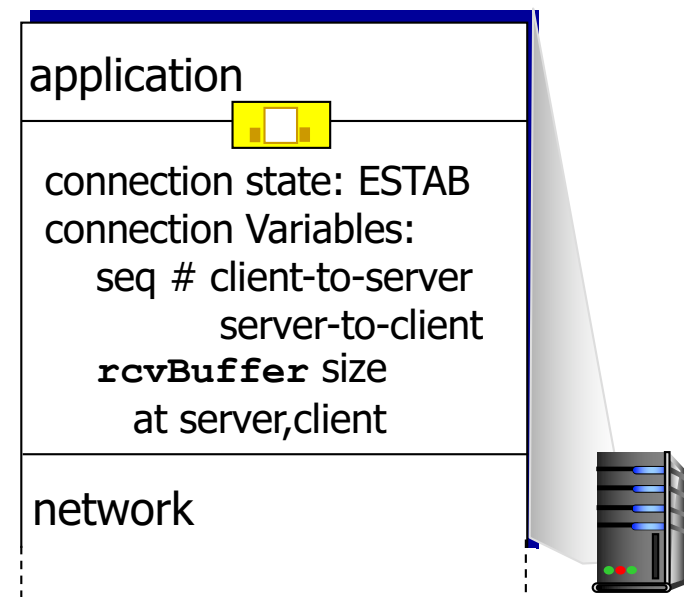 application
connection state: ESTAB
connection Variables:
seq # client-to-server
server-to-client
rcvBuffer size
at server,client
network